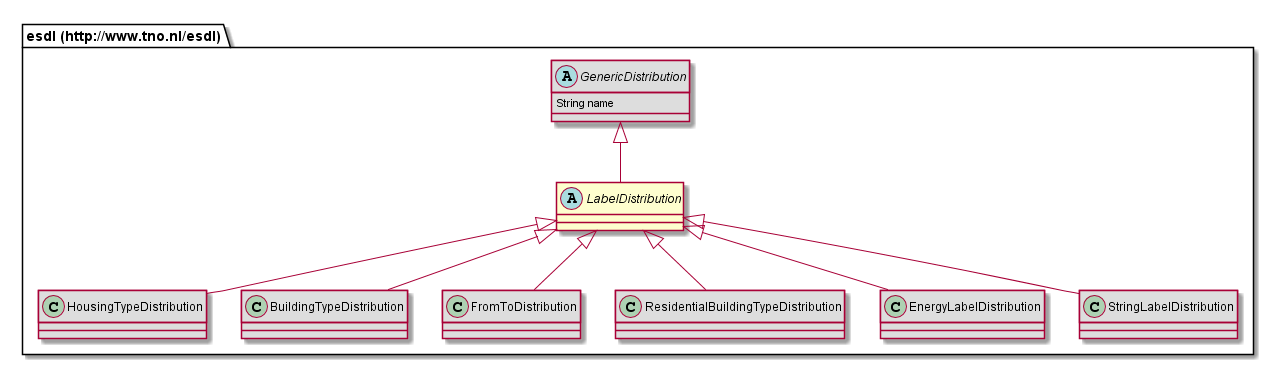 esdl (http://www.tno.nl/esdl)
A GenericDistribution
String name
A LabelDistribution
C HousingTypeDistribution
C BuildingTypeDistribution
C FromToDistribution
C ResidentialBuildingTypeDistribution
C EnergyLabelDistribution
C StringLabelDistribution